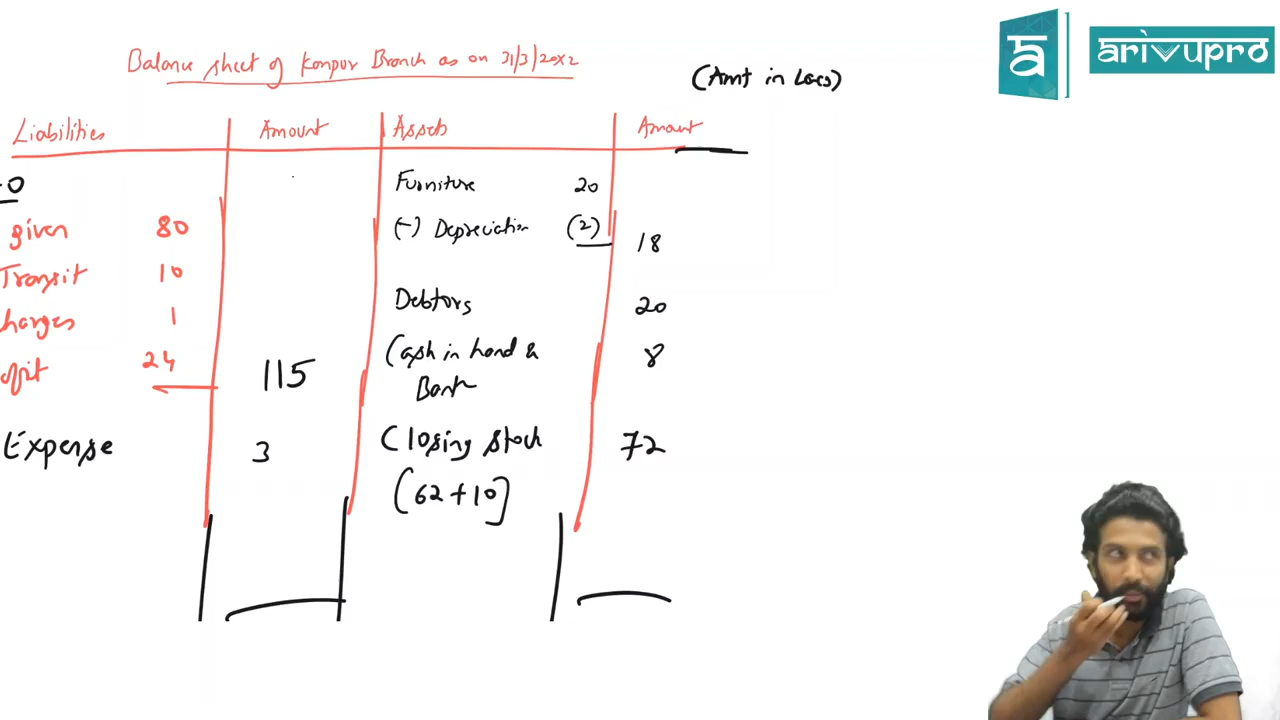 Balance sheet of Kanpur Branch as on 31/3/20x2
(Amt in Lacs)
arivupro
Liabilities Amount Assets Amount
-O Furniture 20
given 80 (-) Depreciation (2) 18
Transit 10
harges 1 Debtors 20
ofit 24 115 Cash in hand & Bank 8
Expense 3 Closing stock 72
(62+10]